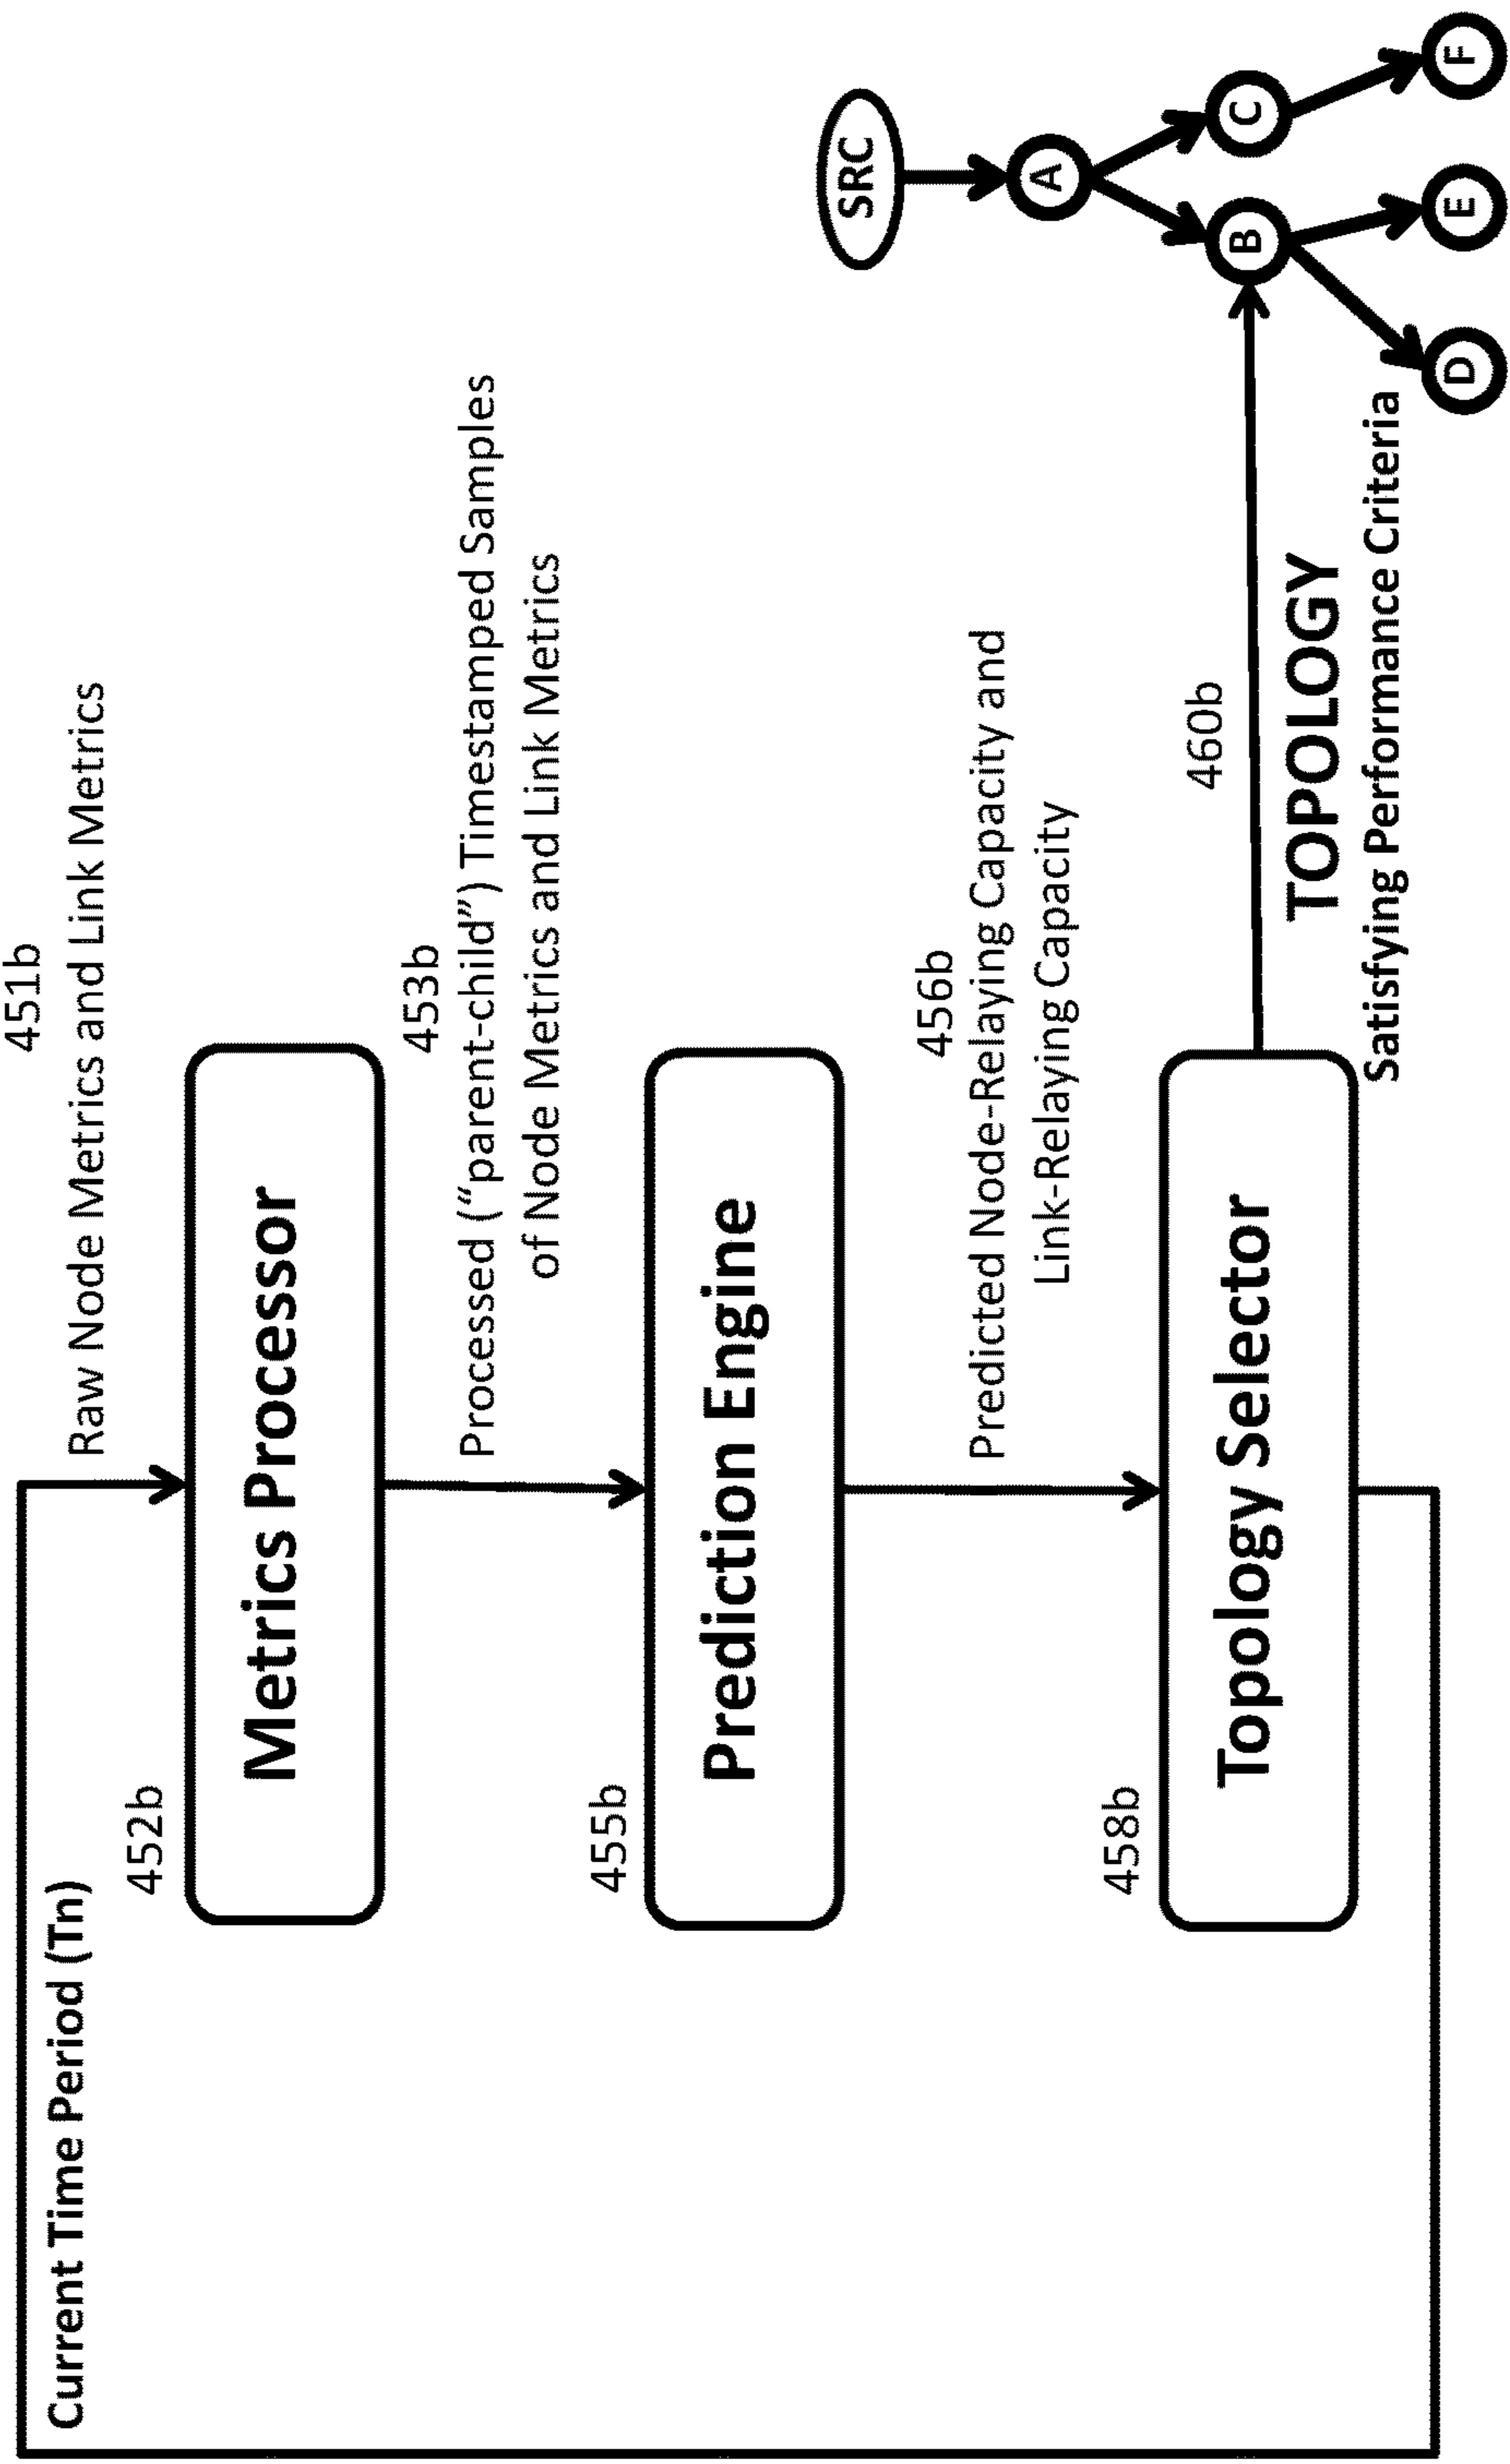 Current Time Period (Tn)
451b
Raw Node Metrics and Link Metrics
452b
Metrics Processor
453b
Processed (“parent-child”) Timestamped Samples
of Node Metrics and Link Metrics
455b
Prediction Engine
456b
Predicted Node-Relaying Capacity and
Link-Relaying Capacity
458b
Topology Selector
460b
TOPOLOGY
Satisfying Performance Criteria
SRC
A
B
C
D
E
F